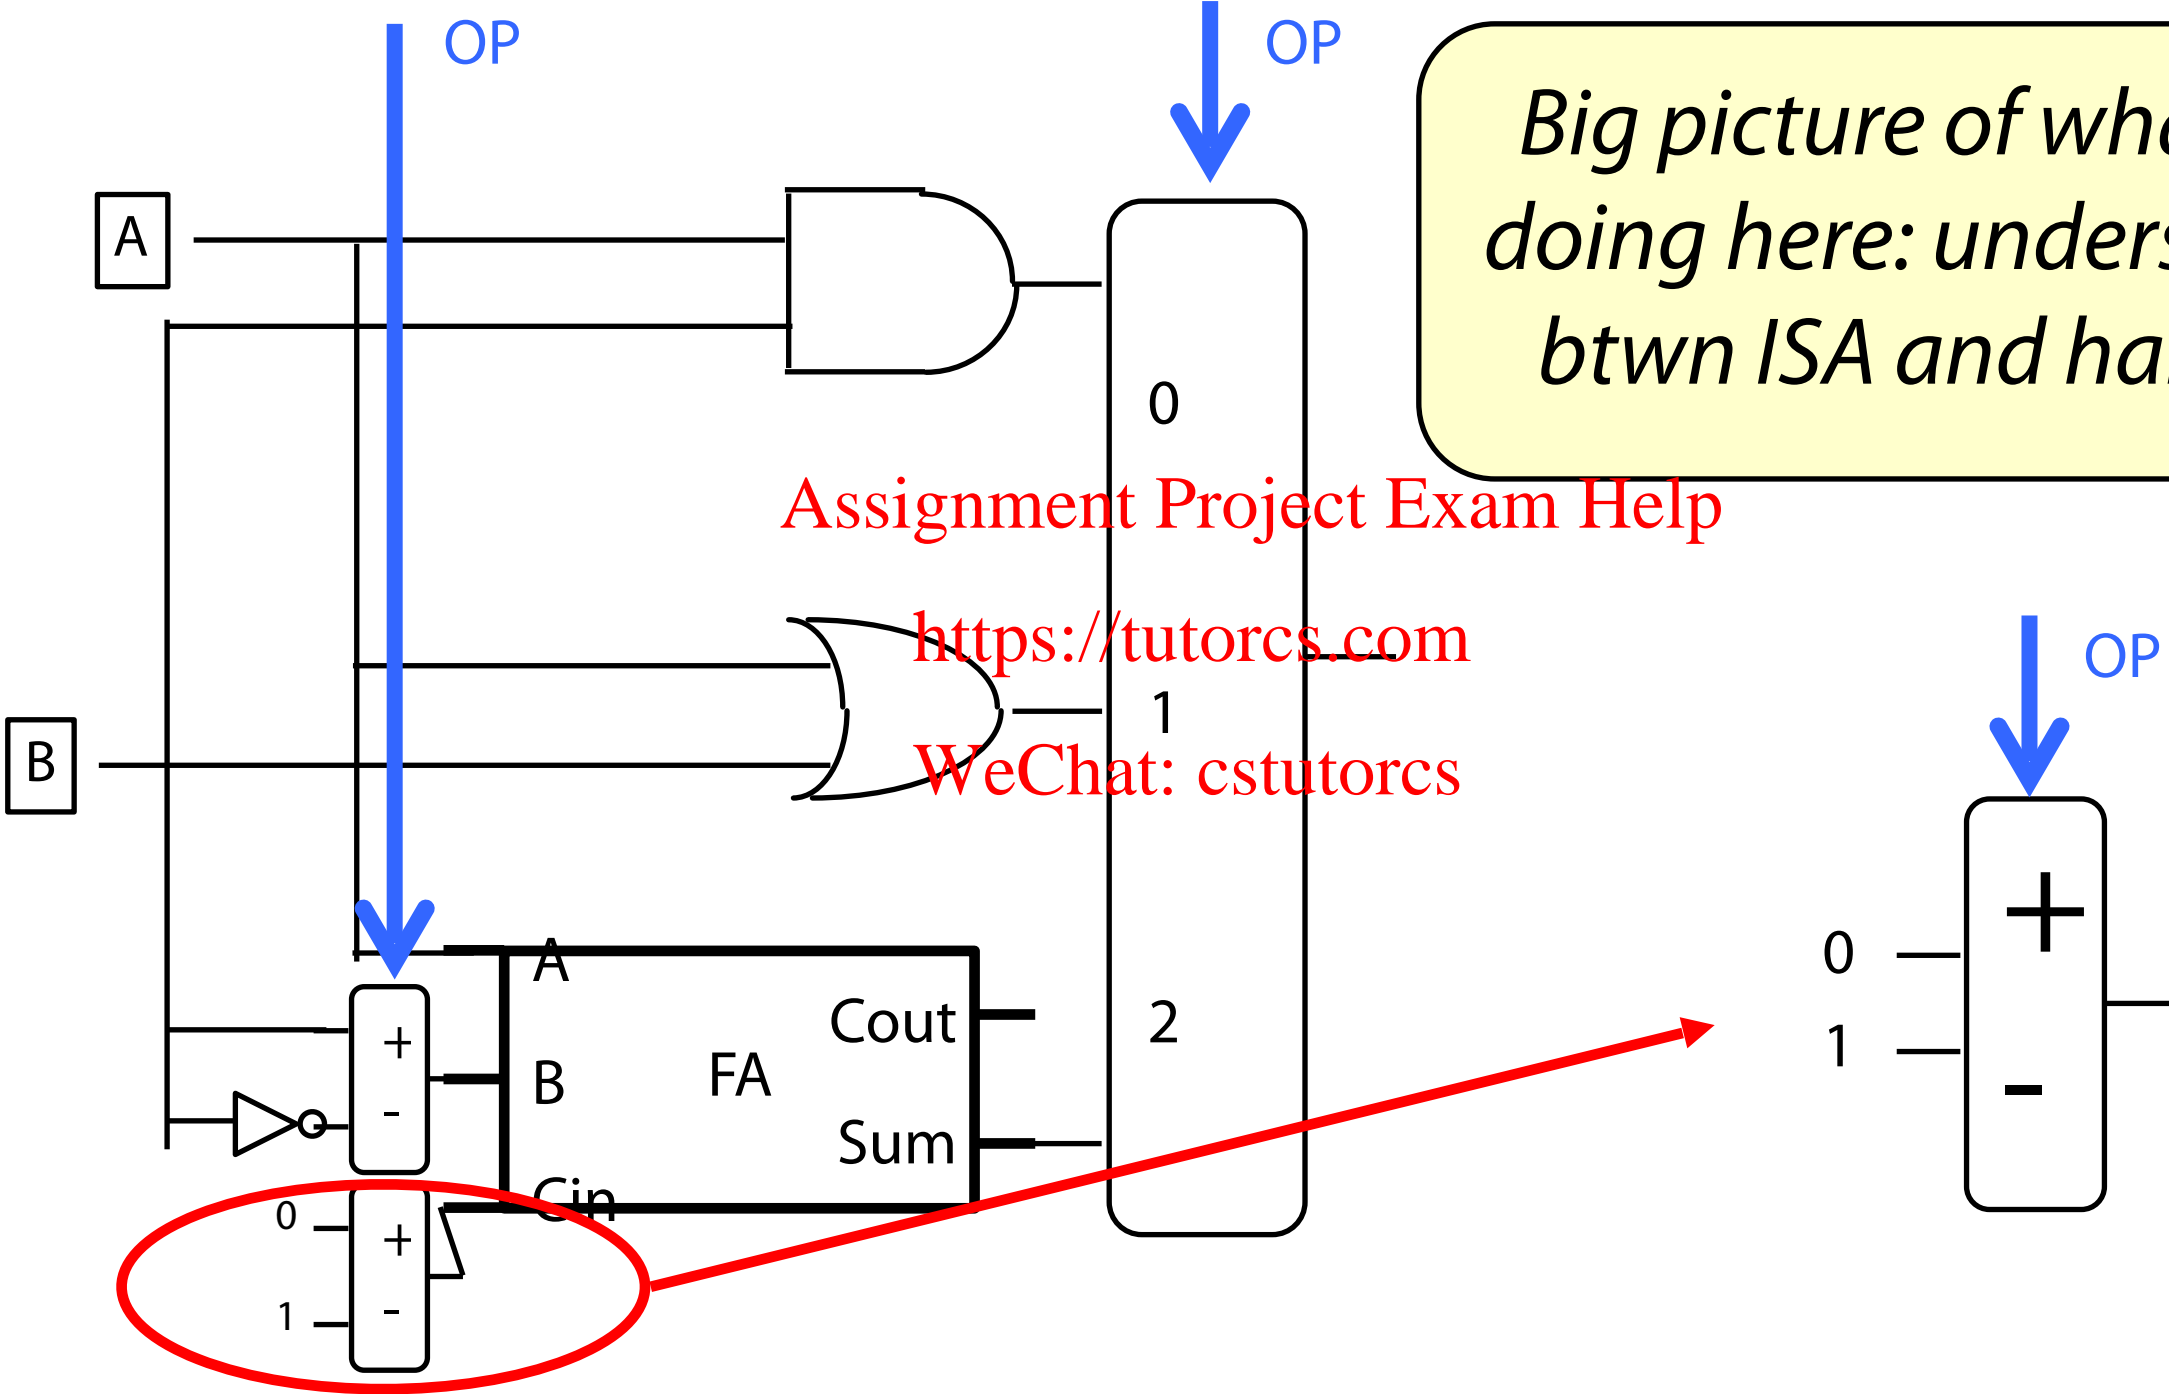 OP
OP
Big picture of wh
doing here: unders
btwn ISA and ha
A
0
Assignment Project Exam Help
https://tutorcs.com
OP
1
B
WeChat: cstutorcs
+
A
0
Cout
2
+
B
FA
1
-
-
Sum
Cin
0
+
1
-